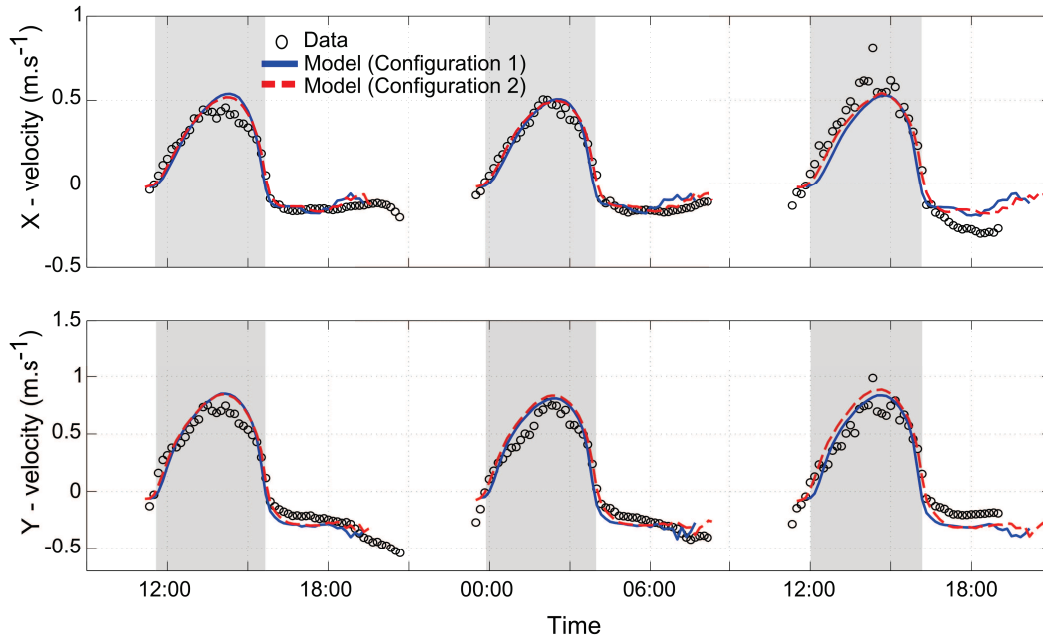 1
0.5
0
-0.5
X - velocity (m.s-1)
Data
Model (Configuration 1)
Model (Configuration 2)
1.5
1
0.5
0
-0.5
Y - velocity (m.s-1)
12:00 18:00 00:00 06:00 12:00 18:00
Time